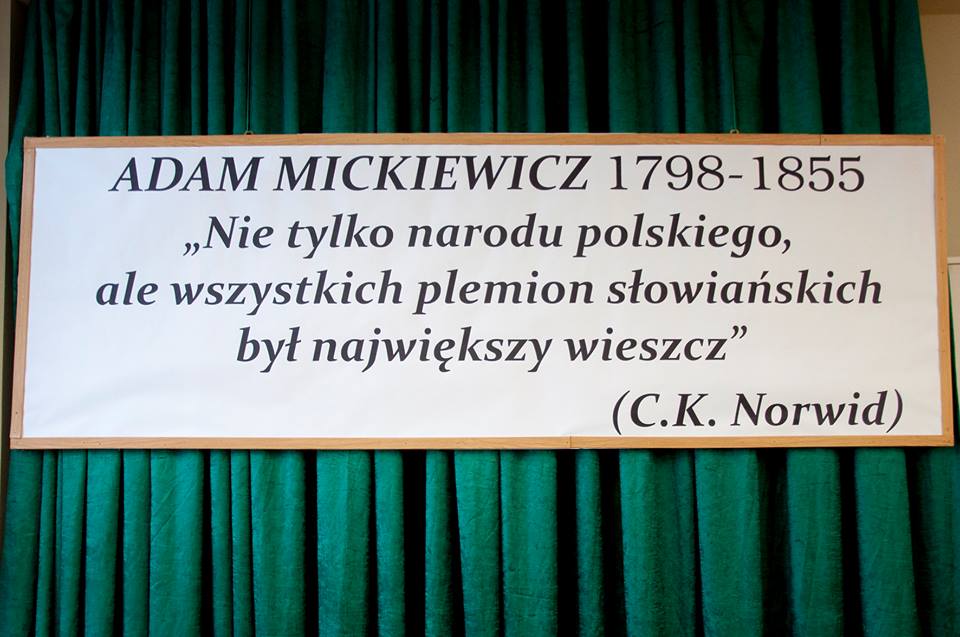 ADAM MICKIEWICZ 1798-1855
„Nie tylko narodu polskiego,
ale wszystkich plemion słowiańskich
był największy wieszcz”
(C.K. Norwid)